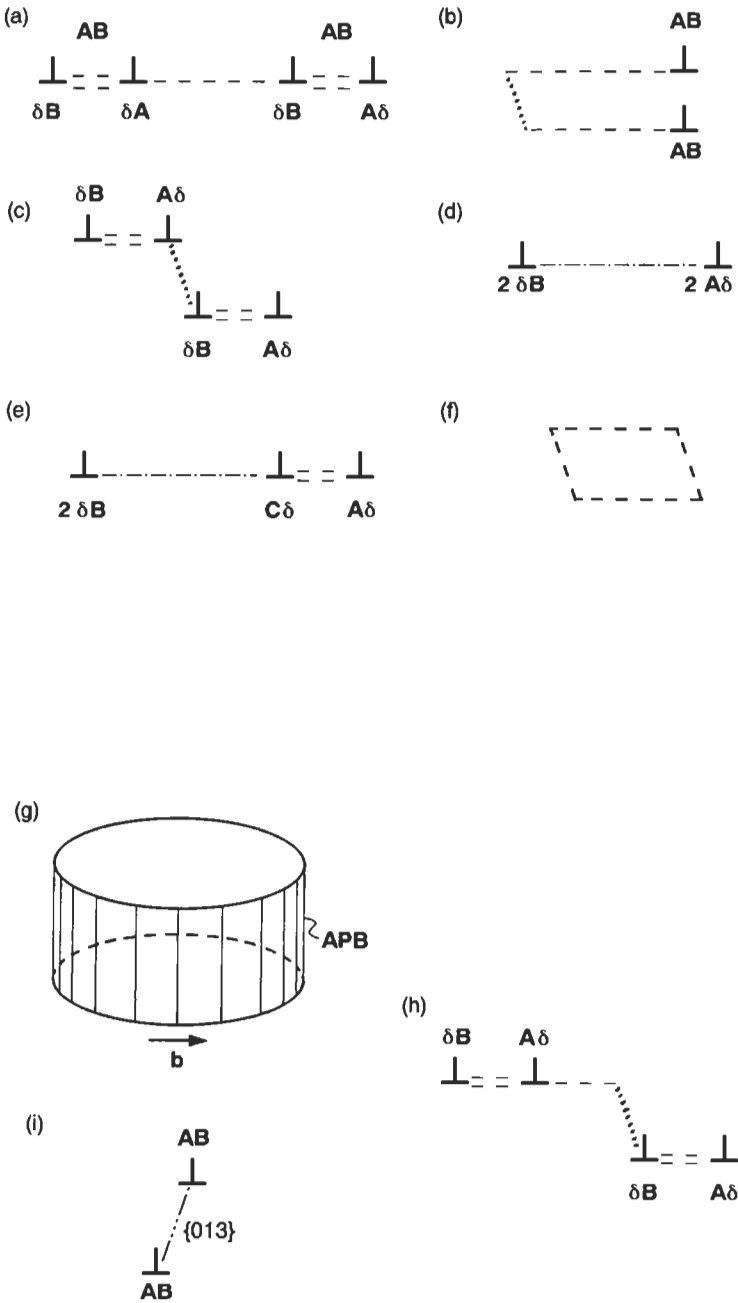 (a)
AB AB
δB δA δB Aδ
(b)
AB
AB
(c)
δB Aδ
δB Aδ
(d)
2 δB 2 Aδ
(e)
2 δB Cδ Aδ
(f)
(g)
APB
b
(h)
δB Aδ
δB Aδ
(i)
AB
{013}
AB